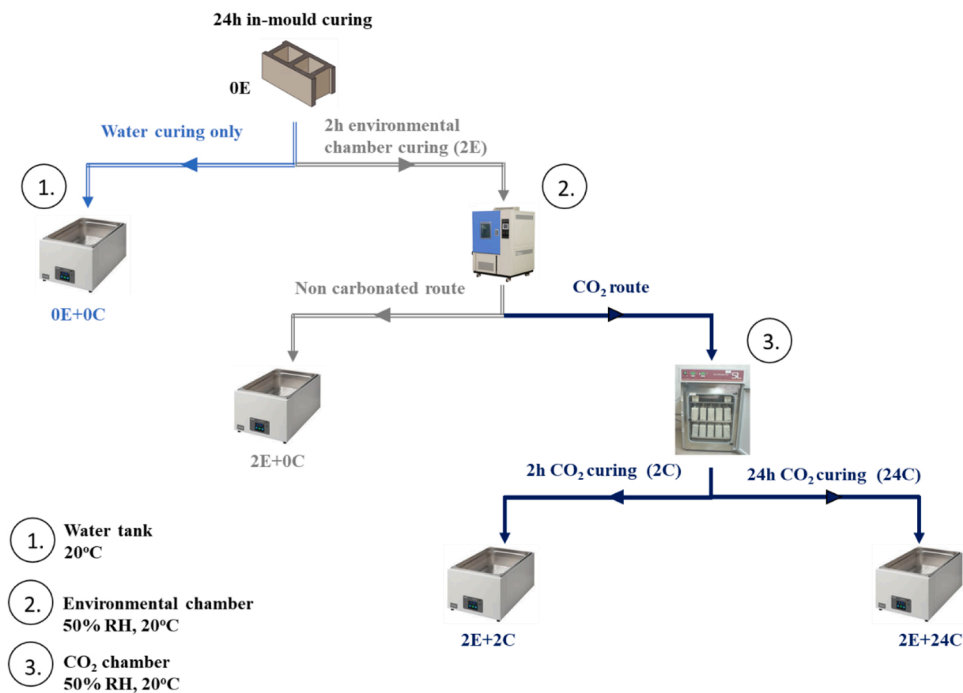 24h in-mould curing
0E
Water curing only
2h environmental
chamber curing (2E)
1.
2.
0E+0C
Non carbonated route
CO₂ route
3.
2E+0C
2h CO₂ curing (2C)
24h CO₂ curing (24C)
1.
Water tank
20ºC
2.
Environmental chamber
50% RH, 20ºC
3.
CO₂ chamber
50% RH, 20ºC
2E+2C
2E+24C